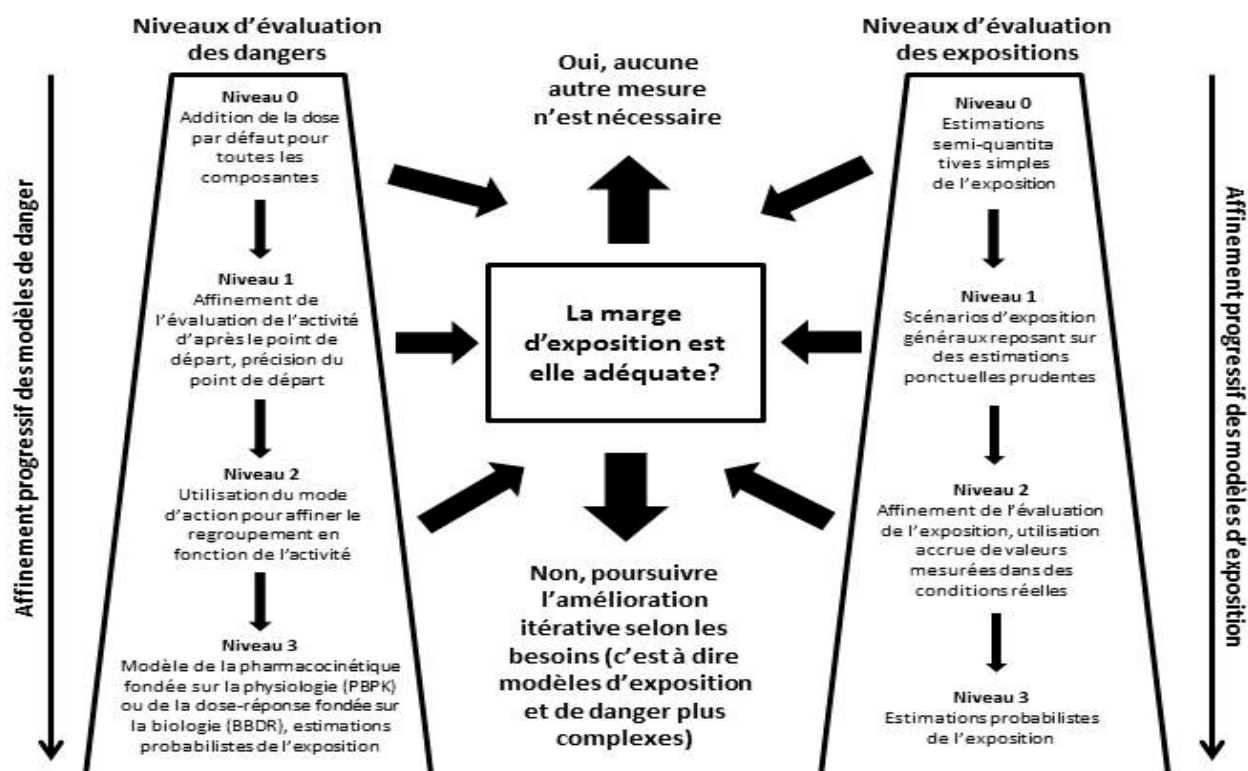 Niveaux d’évaluation
des dangers
Affinement progressif des modèles de danger
Niveau 0
Addition de la dose
par défaut pour
toutes les
composantes
Niveau 1
Affinement de
l’évaluation de l’activité
d’après le point de
départ, précision du
point de départ
Niveau 2
Utilisation du mode
d’action pour affiner le
regroupement en
fonction de l’activité
Niveau 3
Modèle de la pharmacocinétique
fondée sur la physiologie (PBPK)
ou de la dose-réponse fondée sur
la biologie (BBDR), estimations
probabilistes de l’exposition
Oui, aucune
autre mesure
n’est nécessaire
La marge
d’exposition est
elle adéquate?
Non, poursuivre
l’amélioration
itérative selon les
besoins (c’est à dire
modèles d’exposition
et de danger plus
complexes)
Niveaux d’évaluation
des expositions
Niveau 0
Estimations
semi-quantita
tives simples
de l’exposition
Niveau 1
Scénarios d’exposition
généraux reposant sur
des estimations
ponctuelles prudentes
Niveau 2
Affinement de l’évaluation
de l’exposition, utilisation
accrue de valeurs
mesurées dans des
conditions réelles
Niveau 3
Estimations probabilistes
de l’exposition
Affinement progressif des modèles d’exposition